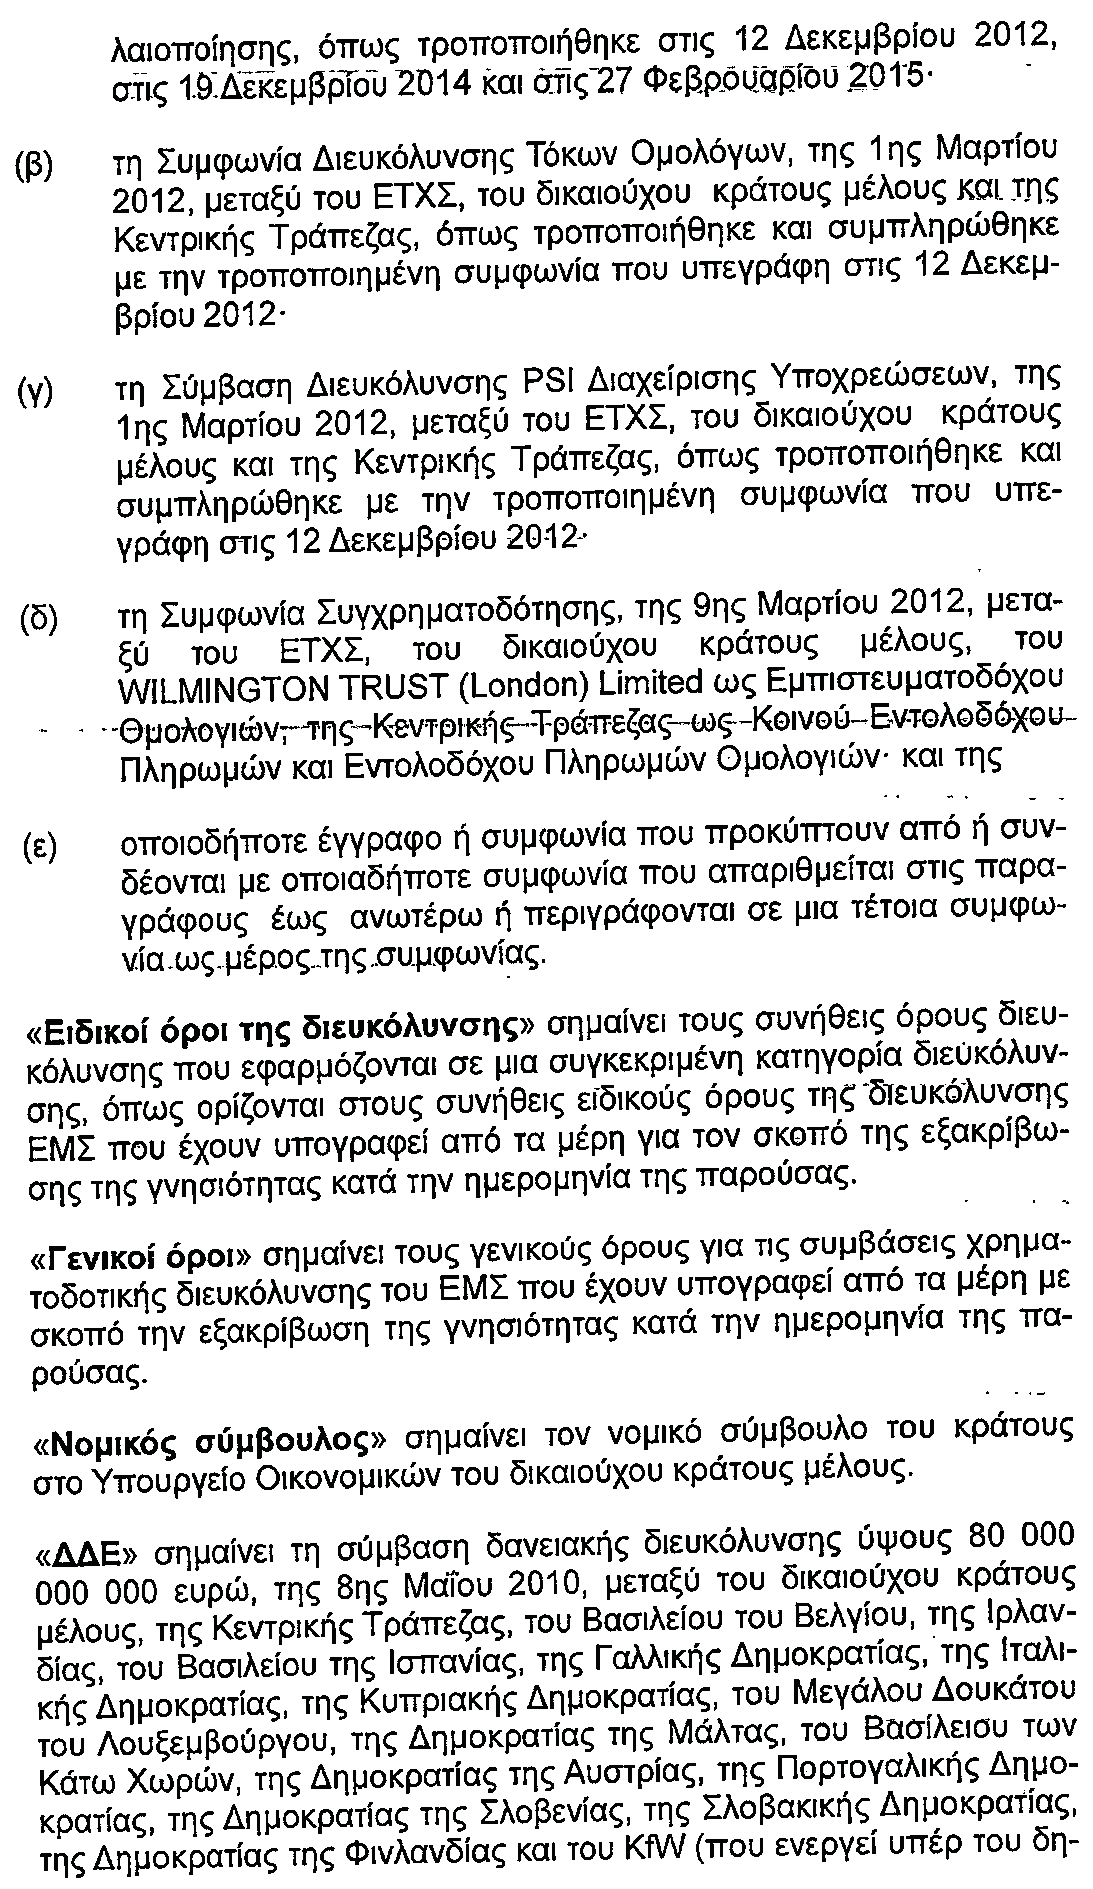 λαιοποίησης, όπως τροποποιήθηκε στις 12 Δεκεμβρίου 2012,
στις 19 Δεκεμβρίου 2014 και στις 27 Φεβρουαρίου 2015·
(β) τη Συμφωνία Διευκόλυνσης Τόκων Ομολόγων, της 1ης Μαρτίου
2012, μεταξύ του ΕΤΧΣ, του δικαιούχου κράτους μέλους και της
Κεντρικής Τράπεζας, όπως τροποποιήθηκε και συμπληρώθηκε
με την τροποποιημένη συμφωνία που υπεγράφη στις 12 Δεκεμ-
βρίου 2012·
(γ) τη Σύμβαση Διευκόλυνσης PSI Διαχείρισης Υποχρεώσεων, της
1ης Μαρτίου 2012, μεταξύ του ΕΤΧΣ, του δικαιούχου κράτους
μέλους και της Κεντρικής Τράπεζας, όπως τροποποιήθηκε και
συμπληρώθηκε με την τροποποιημένη συμφωνία που υπε-
γράφη στις 12 Δεκεμβρίου 2012·
(δ) τη Συμφωνία Συγχρηματοδότησης, της 9ης Μαρτίου 2012, μετα-
ξύ του ΕΤΧΣ, του δικαιούχου κράτους μέλους, του
WILMINGTON TRUST (London) Limited ως Εμπιστευματοδόχου
Ομολογιών, της Κεντρικής Τράπεζας ως Κοινού Εντολοδόχου
Πληρωμών και Εντολοδόχου Πληρωμών Ομολογιών· και της
(ε) οποιοδήποτε έγγραφο ή συμφωνία που προκύπτουν από ή συν-
δέονται με οποιαδήποτε συμφωνία που απαριθμείται στις παρα-
γράφους έως ανωτέρω ή περιγράφονται σε μια τέτοια συμφω-
νία ως μέρος της συμφωνίας.
«Ειδικοί όροι της διευκόλυνσης» σημαίνει τους συνήθεις όρους διευ-
κόλυνσης που εφαρμόζονται σε μια συγκεκριμένη κατηγορία διευκόλυν-
σης, όπως ορίζονται στους συνήθεις ειδικούς όρους της διευκόλυνσης
ΕΜΣ που έχουν υπογραφεί από τα μέρη για τον σκοπό της εξακρίβω-
σης της γνησιότητας κατά την ημερομηνία της παρούσας.
«Γενικοί όροι» σημαίνει τους γενικούς όρους για τις συμβάσεις χρημα-
τοδοτικής διευκόλυνσης του ΕΜΣ που έχουν υπογραφεί από τα μέρη με
σκοπό την εξακρίβωση της γνησιότητας κατά την ημερομηνία της πα-
ρούσας.
«Νομικός σύμβουλος» σημαίνει τον νομικό σύμβουλο του κράτους
στο Υπουργείο Οικονομικών του δικαιούχου κράτους μέλους.
«ΔΔΕ» σημαίνει τη σύμβαση δανειακής διευκόλυνσης ύψους 80 000
000 000 ευρώ, της 8ης Μαΐου 2010, μεταξύ του δικαιούχου κράτους
μέλους, της Κεντρικής Τράπεζας, του Βασιλείου του Βελγίου, της Ιρλαν-
δίας, του Βασιλείου της Ισπανίας, της Γαλλικής Δημοκρατίας, της Ιταλι-
κής Δημοκρατίας, της Κυπριακής Δημοκρατίας, του Μεγάλου Δουκάτου
του Λουξεμβούργου, της Δημοκρατίας της Μάλτας, του Βασίλειου των
Κάτω Χωρών, της Δημοκρατίας της Αυστρίας, της Πορτογαλικής Δημο-
κρατίας, της Δημοκρατίας της Σλοβενίας, της Σλοβακικής Δημοκρατίας,
της Δημοκρατίας της Φινλανδίας και του KfW (που ενεργεί υπέρ του δη-